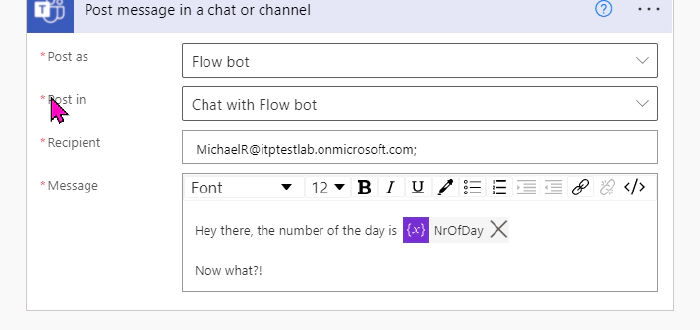 Post message in a chat or channel
? ...
* Post as
Flow bot
* Post in
Chat with Flow bot
* Recipient
MichaelR@itptestlab.onmicrosoft.com;
* Message
Font 12 B I U </>
Hey there, the number of the day is {x} NrOfDay
Now what?!